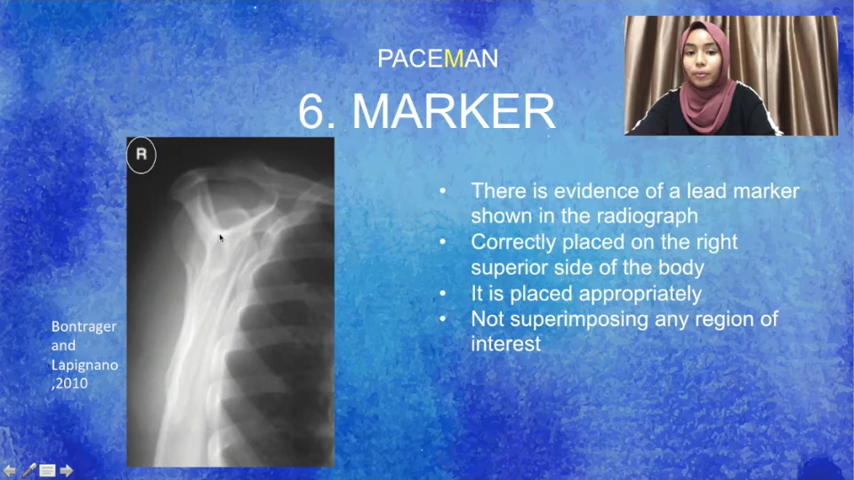 PACEMAN
6. MARKER
R
• There is evidence of a lead marker
shown in the radiograph
• Correctly placed on the right
superior side of the body
• It is placed appropriately
• Not superimposing any region of
interest
Bontrager
and
Lapignano
,2010